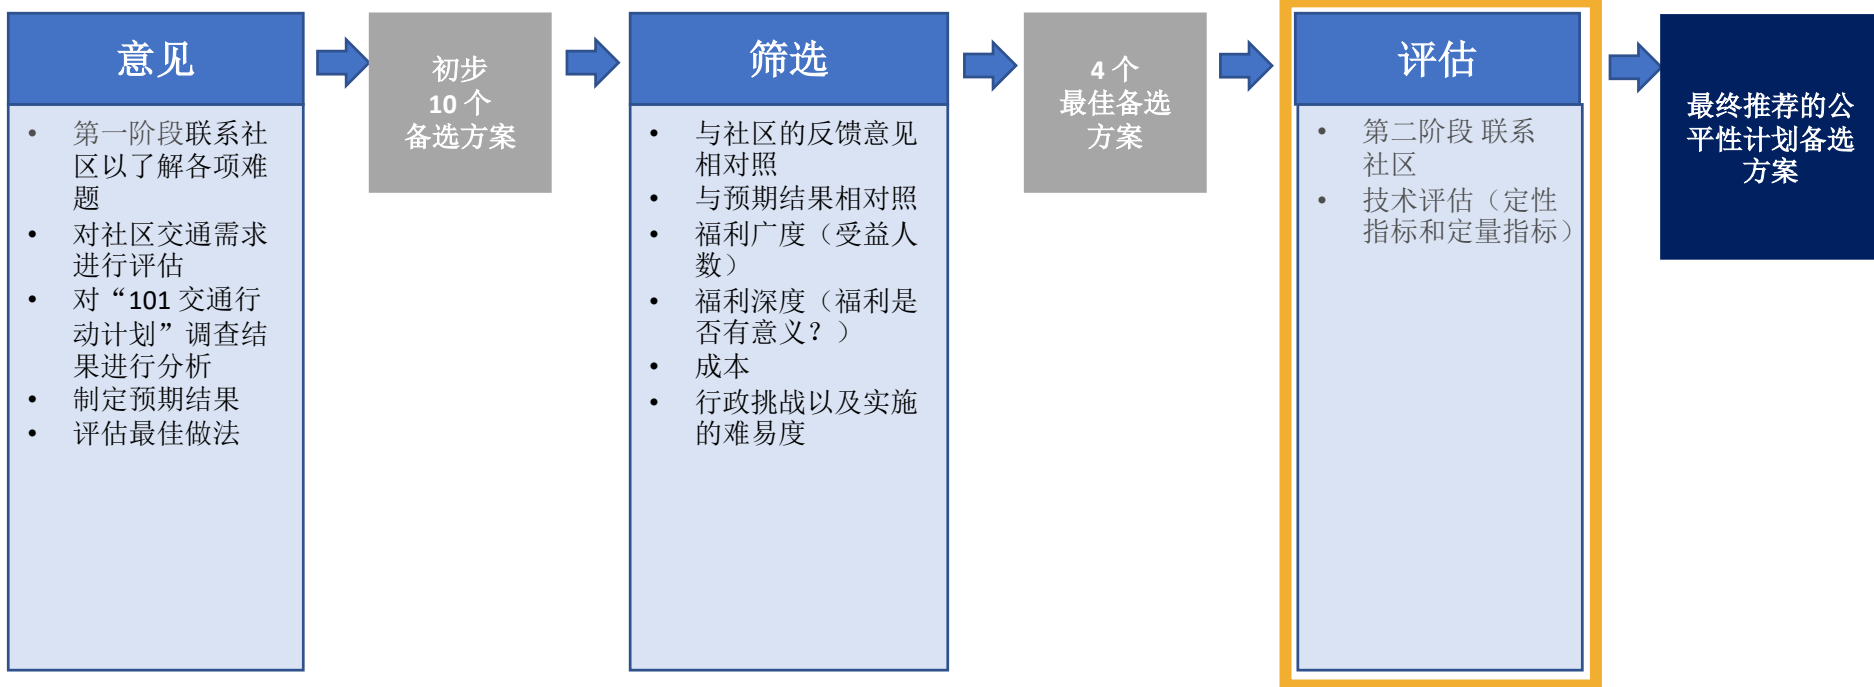 意见
• 第一阶段联系社
区以了解各项难
题
• 对社区交通需求
进行评估
• 对“101 交通行
动计划”调查结
果进行分析
• 制定预期结果
• 评估最佳做法
初步
10 个
备选方案
筛选
• 与社区的反馈意见
相对照
• 与预期结果相对照
• 福利广度（受益人
数）
• 福利深度（福利是
否有意义？）
• 成本
• 行政挑战以及实施
的难易度
4 个
最佳备选
方案
评估
• 第二阶段 联系
社区
• 技术评估（定性
指标和定量指标）
最终推荐的公
平性计划备选
方案